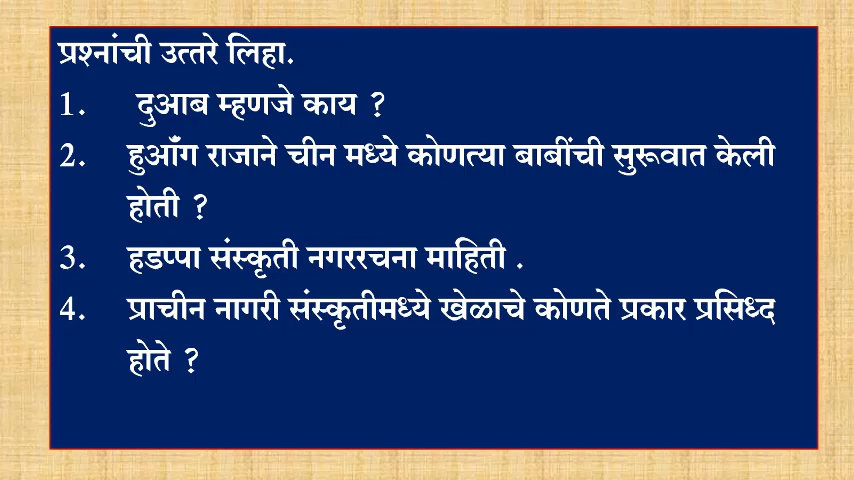 प्रश्नांची उत्तरे लिहा.
1. दुआब म्हणजे काय ?
2. हुआँग राजाने चीन मध्ये कोणत्या बाबींची सुरूवात केली
होती ?
3. हडप्पा संस्कृती नगररचना माहिती .
4. प्राचीन नागरी संस्कृतीमध्ये खेळाचे कोणते प्रकार प्रसिध्द
होते ?